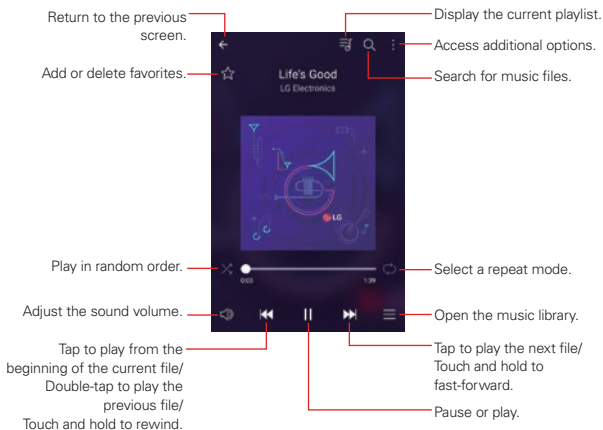 Return to the previous
screen.
Display the current playlist.
Access additional options.
Add or delete favorites.
Search for music files.
Life's Good
LG Electronics
LG
Play in random order.
Select a repeat mode.
0:03
1:39
Adjust the sound volume.
Open the music library.
Tap to play from the
beginning of the current file/
Double-tap to play the
previous file/
Touch and hold to rewind.
Tap to play the next file/
Touch and hold to
fast-forward.
Pause or play.